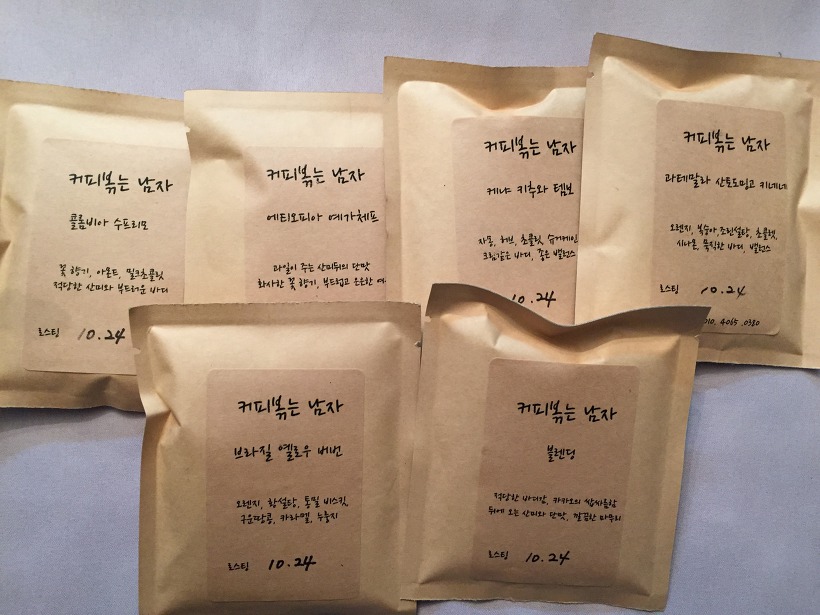 커피볶는 남자
콜롬비아 수프리모
꽃 향기, 아몬드, 밀크초콜릿
적당한 산미와 부드러운 바디
로스팅 10.24
커피볶는 남자
에티오피아 예가체프
과일이 주는 산미뒤의 단맛
화사한 꽃 향기, 부드럽고 은은한
커피볶는 남자
케냐 키추와 템보
자몽, 허브, 초콜릿, 슈거케인
크림같은 바디, 좋은 밸런스
10.24
커피볶는 남자
과테말라 산토도밍고 키네네
오렌지, 복숭아, 조린설탕, 초콜렛,
시나몬, 묵직한 바디, 밸런스
로스팅 10.24
010. 4065 .0380
커피볶는 남자
브라질 옐로우 버번
오렌지, 황설탕, 통밀 비스킷,
구운땅콩, 카라멜, 누룽지
로스팅 10.24
커피볶는 남자
블렌딩
적당한 바디감, 카카오의 쌉싸름함
뒤에 오는 산미와 단맛, 깔끔한 마무리
로스팅 10.24